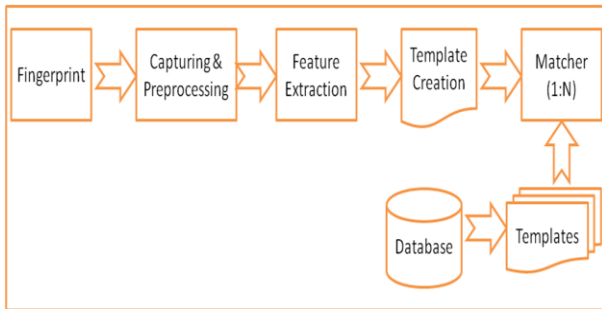 Fingerprint
Capturing &
Preprocessing
Feature
Extraction
Template
Creation
Matcher
(1:N)
Database
Templates